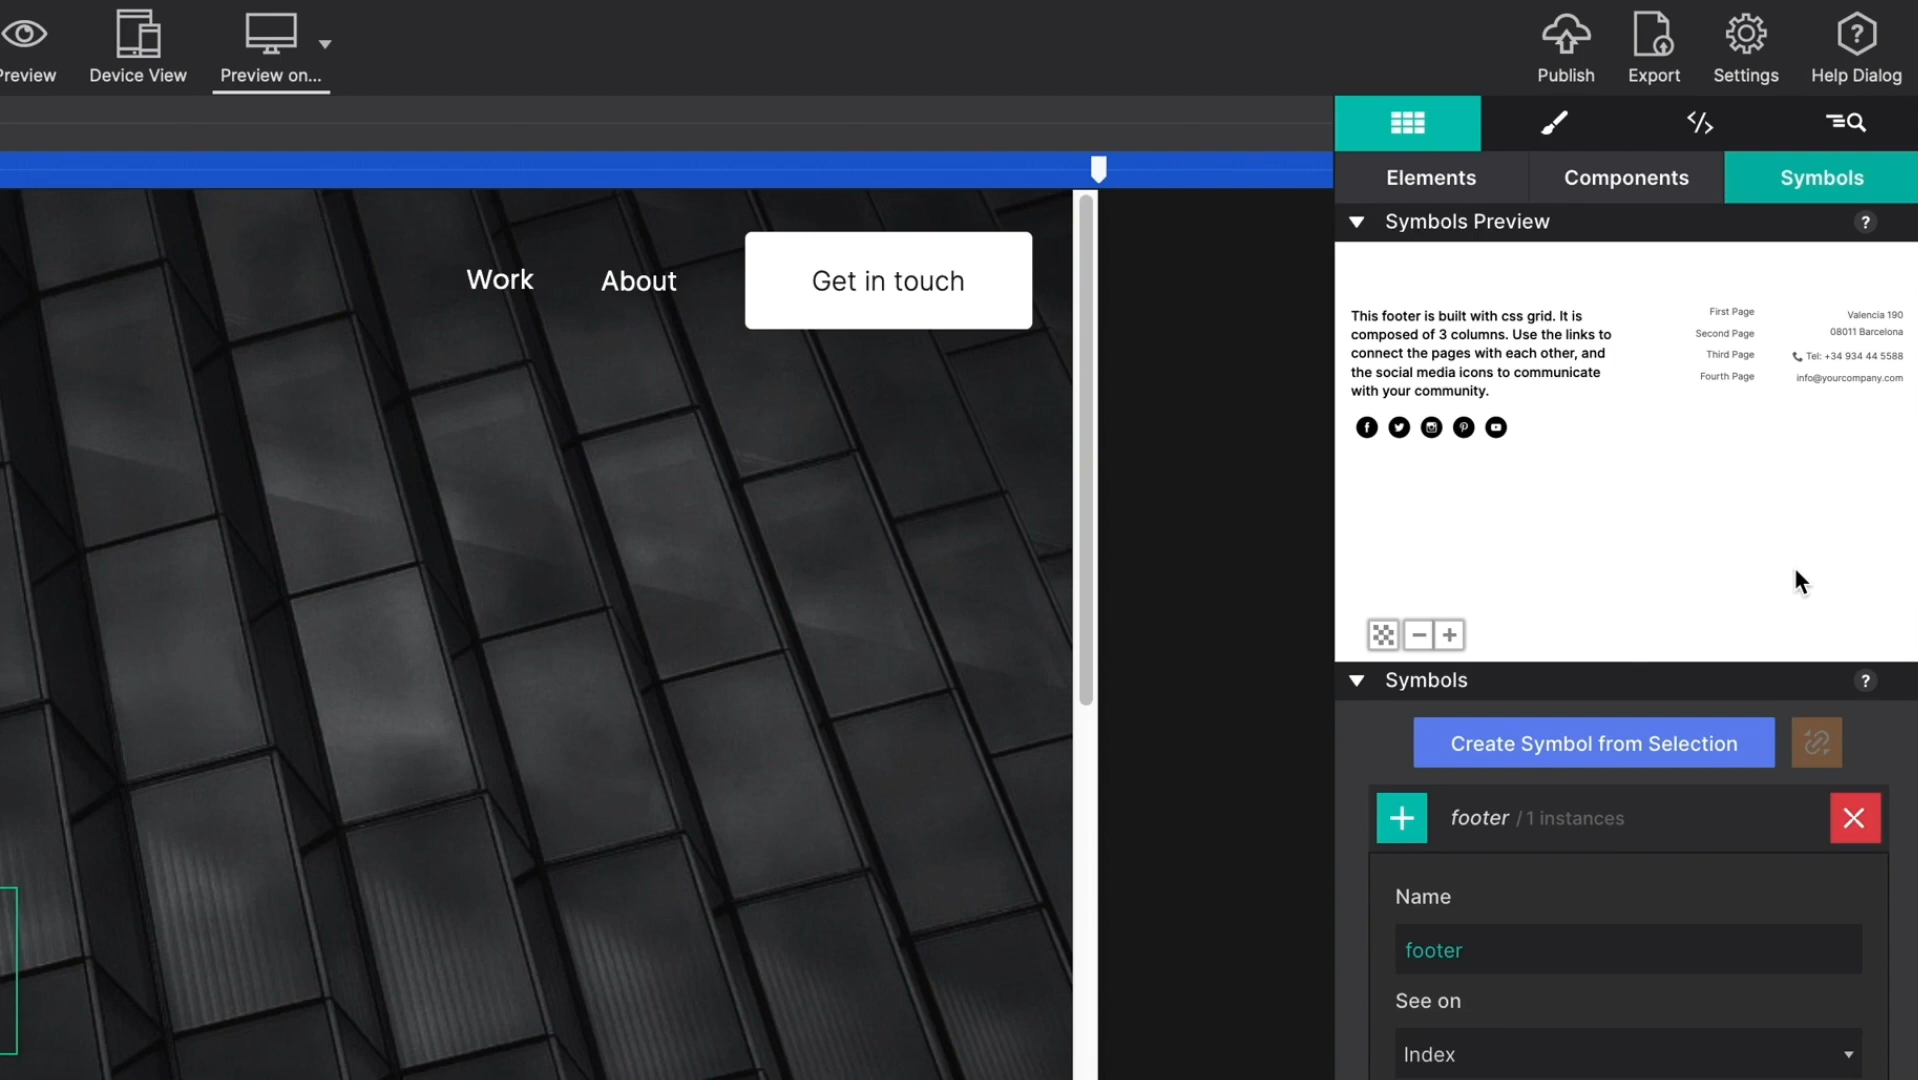 Preview
Device View
Preview on...
Publish
Export
Settings
Help Dialog
Elements
Components
Symbols
Symbols Preview
?
Work
About
Get in touch
This footer is built with css grid. It is
composed of 3 columns. Use the links to
connect the pages with each other, and
the social media icons to communicate
with your community.
First Page
Second Page
Third Page
Fourth Page
Valencia 190
08011 Barcelona
Tel: +34 934 44 5588
info@yourcompany.com
Symbols
?
Create Symbol from Selection
footer / 1 instances
Name
footer
See on
Index